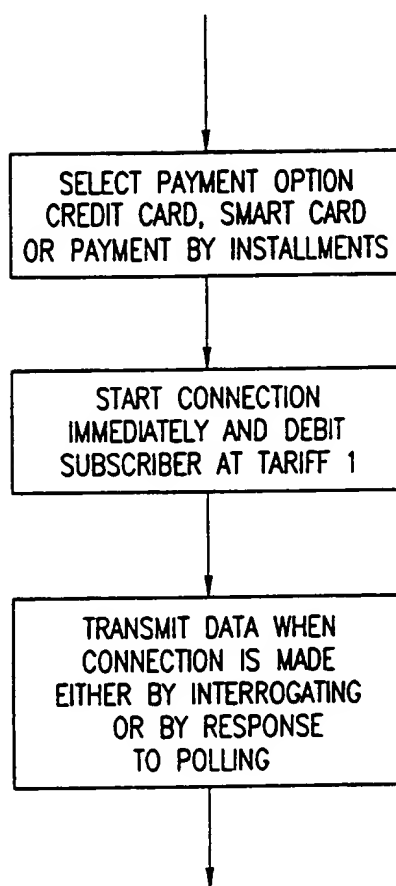 SELECT PAYMENT OPTION
CREDIT CARD, SMART CARD
OR PAYMENT BY INSTALLMENTS
START CONNECTION
IMMEDIATELY AND DEBIT
SUBSCRIBER AT TARIFF 1
TRANSMIT DATA WHEN
CONNECTION IS MADE
EITHER BY INTERROGATING
OR BY RESPONSE
TO POLLING